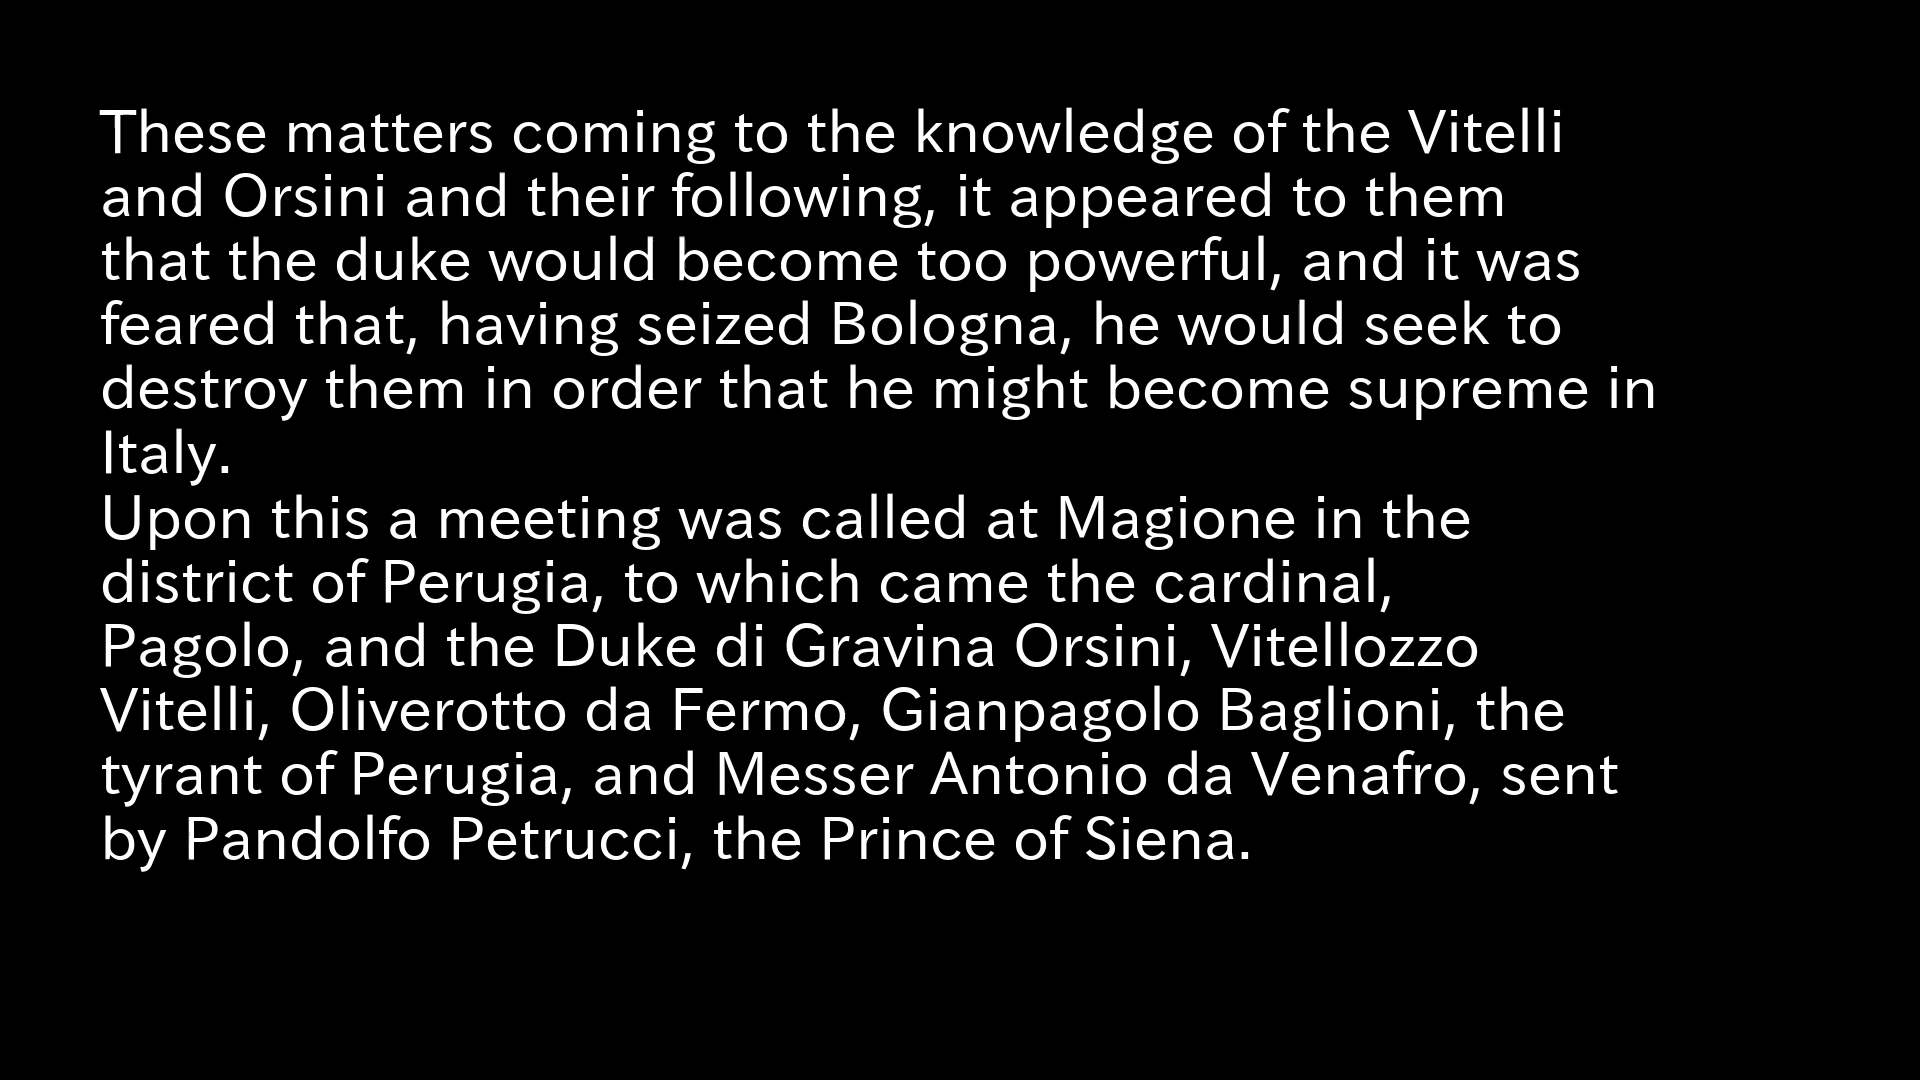 These matters coming to the knowledge of the Vitelli
and Orsini and their following, it appeared to them
that the duke would become too powerful, and it was
feared that, having seized Bologna, he would seek to
destroy them in order that he might become supreme in
Italy.
Upon this a meeting was called at Magione in the
district of Perugia, to which came the cardinal,
Pagolo, and the Duke di Gravina Orsini, Vitellozzo
Vitelli, Oliverotto da Fermo, Gianpagolo Baglioni, the
tyrant of Perugia, and Messer Antonio da Venafro, sent
by Pandolfo Petrucci, the Prince of Siena.